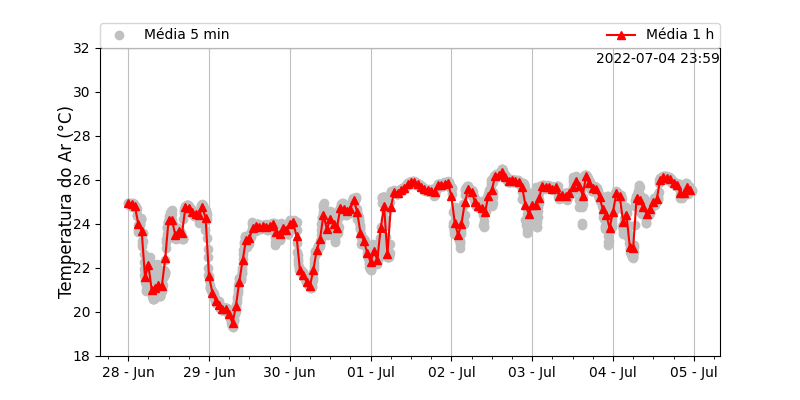 Média 5 min
Média 1 h
2022-07-04 23:59
Temperatura do Ar (°C)
32
30
28
26
24
22
20
18
28 - Jun
29 - Jun
30 - Jun
01 - Jul
02 - Jul
03 - Jul
04 - Jul
05 - Jul